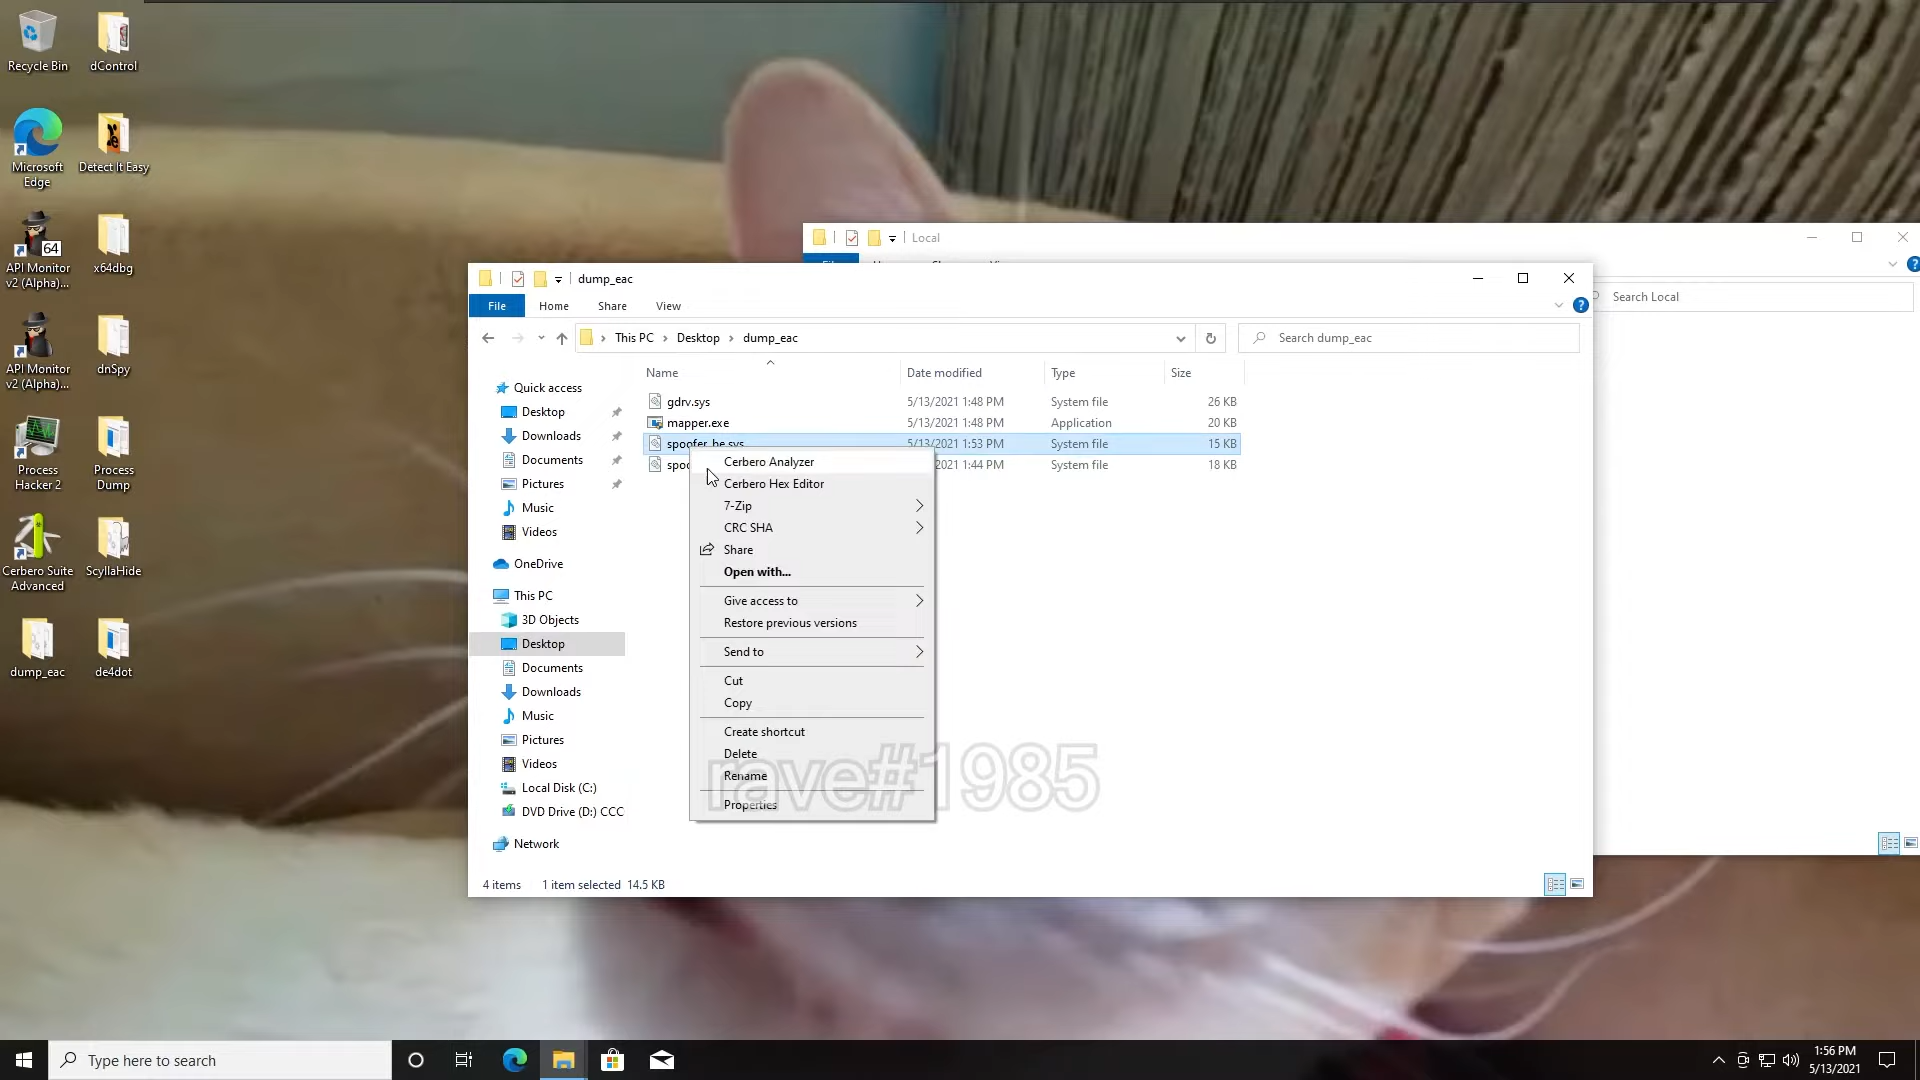 Recycle Bin
dControl
Microsoft Edge
Detect It Easy
64
API Monitor v2 (Alpha)...
x64dbg
API Monitor v2 (Alpha)...
dnSpy
Process Hacker 2
Process Dump
Cerbero Suite Advanced
ScyllaHide
dump_eac
de4dot
Local
Search Local
dump_eac
File
Home
Share
View
This PC
Desktop
dump_eac
Search dump_eac
Name
Date modified
Type
Size
gdrv.sys
5/13/2021 1:48 PM
System file
26 KB
mapper.exe
5/13/2021 1:48 PM
Application
20 KB
spoofer_be.sys
5/13/2021 1:53 PM
System file
15 KB
2021 1:44 PM
System file
18 KB
Quick access
Desktop
Downloads
Documents
Pictures
Music
Videos
OneDrive
This PC
3D Objects
Desktop
Documents
Downloads
Music
Pictures
Videos
Local Disk (C:)
DVD Drive (D:) CCC
Network
Cerbero Analyzer
Cerbero Hex Editor
7-Zip
CRC SHA
Share
Open with...
Give access to
Restore previous versions
Send to
Cut
Copy
Create shortcut
Delete
Rename
Properties
rave#1985
4 items
1 item selected 14.5 KB
Type here to search
1:56 PM
5/13/2021